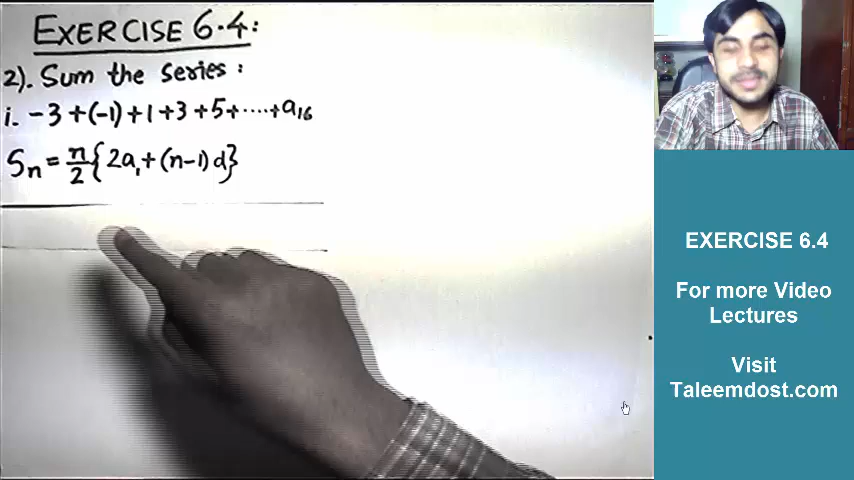 EXERCISE 6.4:
2). Sum the series:
i. -3 + (-1) + 1 + 3 + 5 + ····· + a₁₆
Sₙ = n/2 {2a₁ + (n-1) d}
EXERCISE 6.4
For more Video
Lectures
Visit
Taleemdost.com